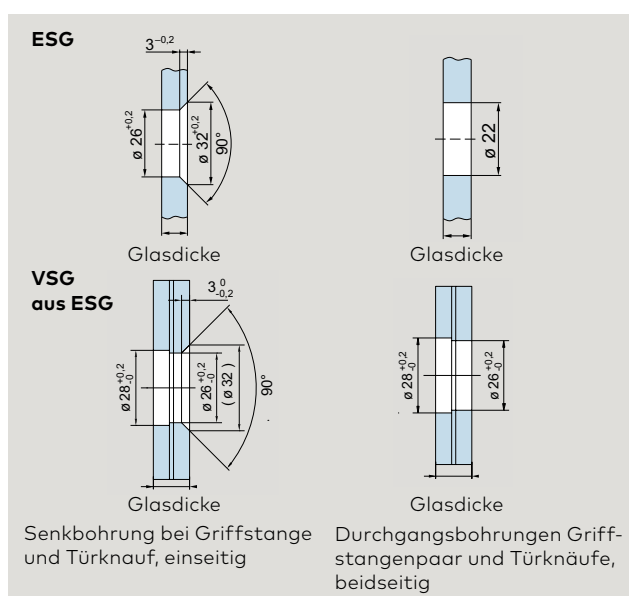 ESG
3 -0,2
ø 26 +0,2
ø 32 +0,2
90°
ø 22
Glasdicke
Glasdicke
VSG
aus ESG
3 0 -0,2
ø 28 +0,2 -0
ø 26 +0,2 -0
( ø 32 )
90°
ø 28 +0,2 -0
ø 26 +0,2 -0
Glasdicke
Glasdicke
Senkbohrung bei Griffstange
und Türknauf, einseitig
Durchgangsbohrungen Griff-
stangenpaar und Türknäufe,
beidseitig